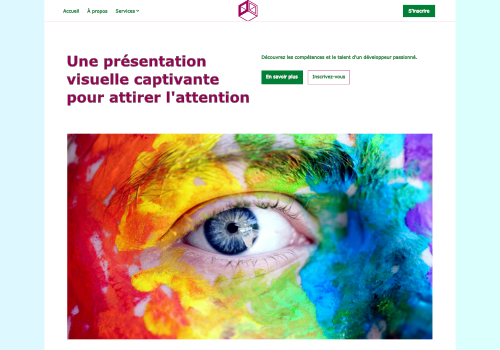 Accueil À propos Services S'inscrire
Une présentation
visuelle captivante
pour attirer l'attention
Découvrez les compétences et le talent d'un développeur passionné.
En savoir plus Inscrivez-vous